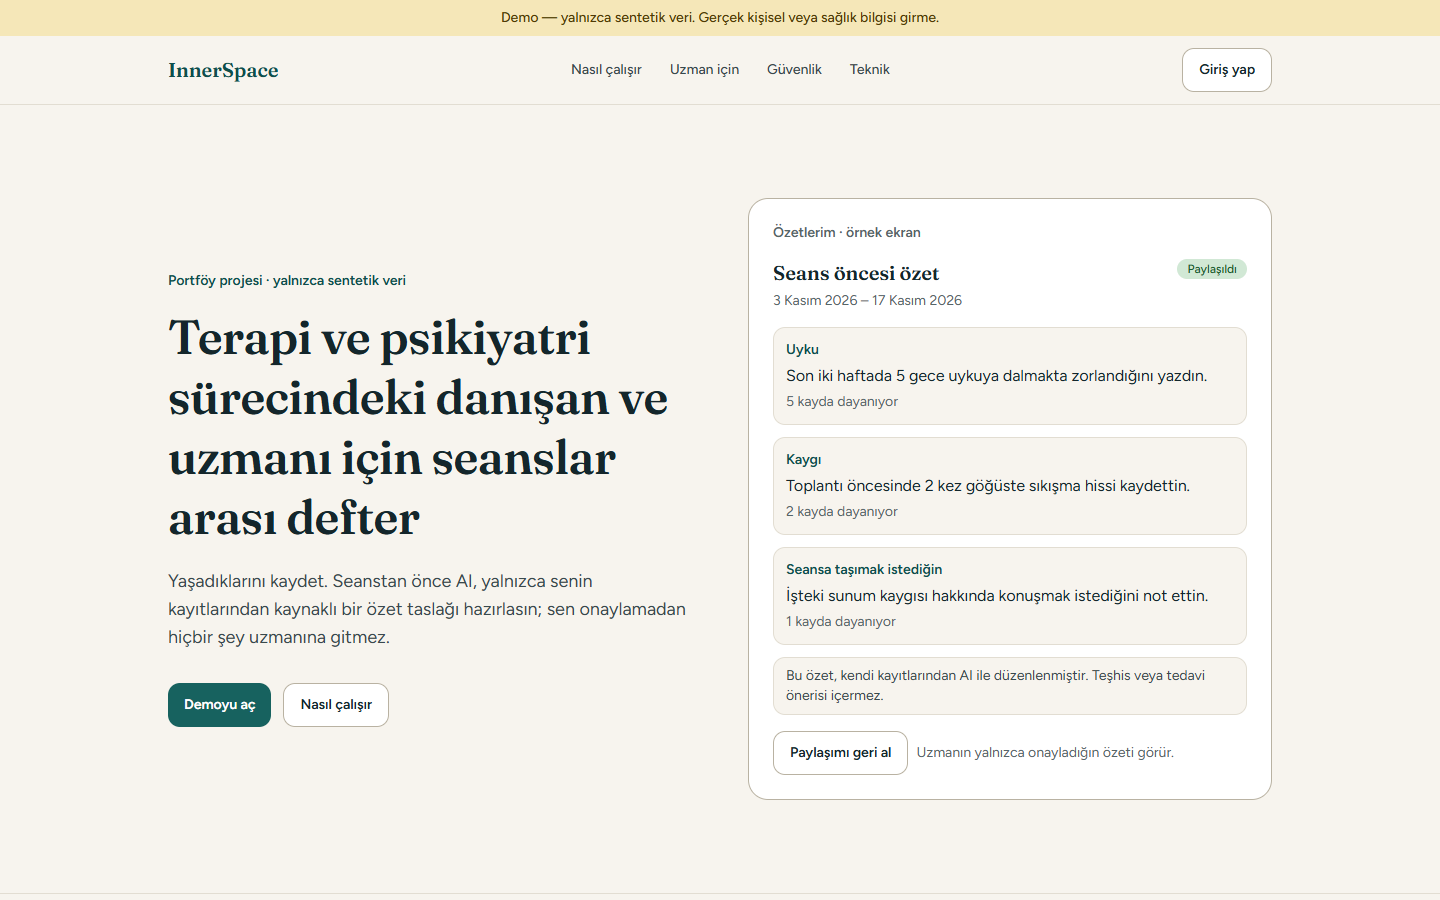 Demo — yalnızca sentetik veri. Gerçek kişisel veya sağlık bilgisi girme.
InnerSpace
Nasıl çalışır
Uzman için
Güvenlik
Teknik
Giriş yap
Portföy projesi · yalnızca sentetik veri
Terapi ve psikiyatri
sürecindeki danışan ve
uzmanı için seanslar
arası defter
Yaşadıklarını kaydet. Seanstan önce AI, yalnızca senin
kayıtlarından kaynaklı bir özet taslağı hazırlasın; sen onaylamadan
hiçbir şey uzmanına gitmez.
Demoyu aç
Nasıl çalışır
Özetlerim · örnek ekran
Seans öncesi özet
Paylaşıldı
3 Kasım 2026 – 17 Kasım 2026
Uyku
Son iki haftada 5 gece uykuya dalmakta zorlandığını yazdın.
5 kayda dayanıyor
Kaygı
Toplantı öncesinde 2 kez göğüste sıkışma hissi kaydettin.
2 kayda dayanıyor
Seansa taşımak istediğin
İşteki sunum kaygısı hakkında konuşmak istediğini not ettin.
1 kayda dayanıyor
Bu özet, kendi kayıtlarından AI ile düzenlenmiştir. Teşhis veya tedavi
önerisi içermez.
Paylaşımı geri al
Uzmanın yalnızca onayladığın özeti görür.